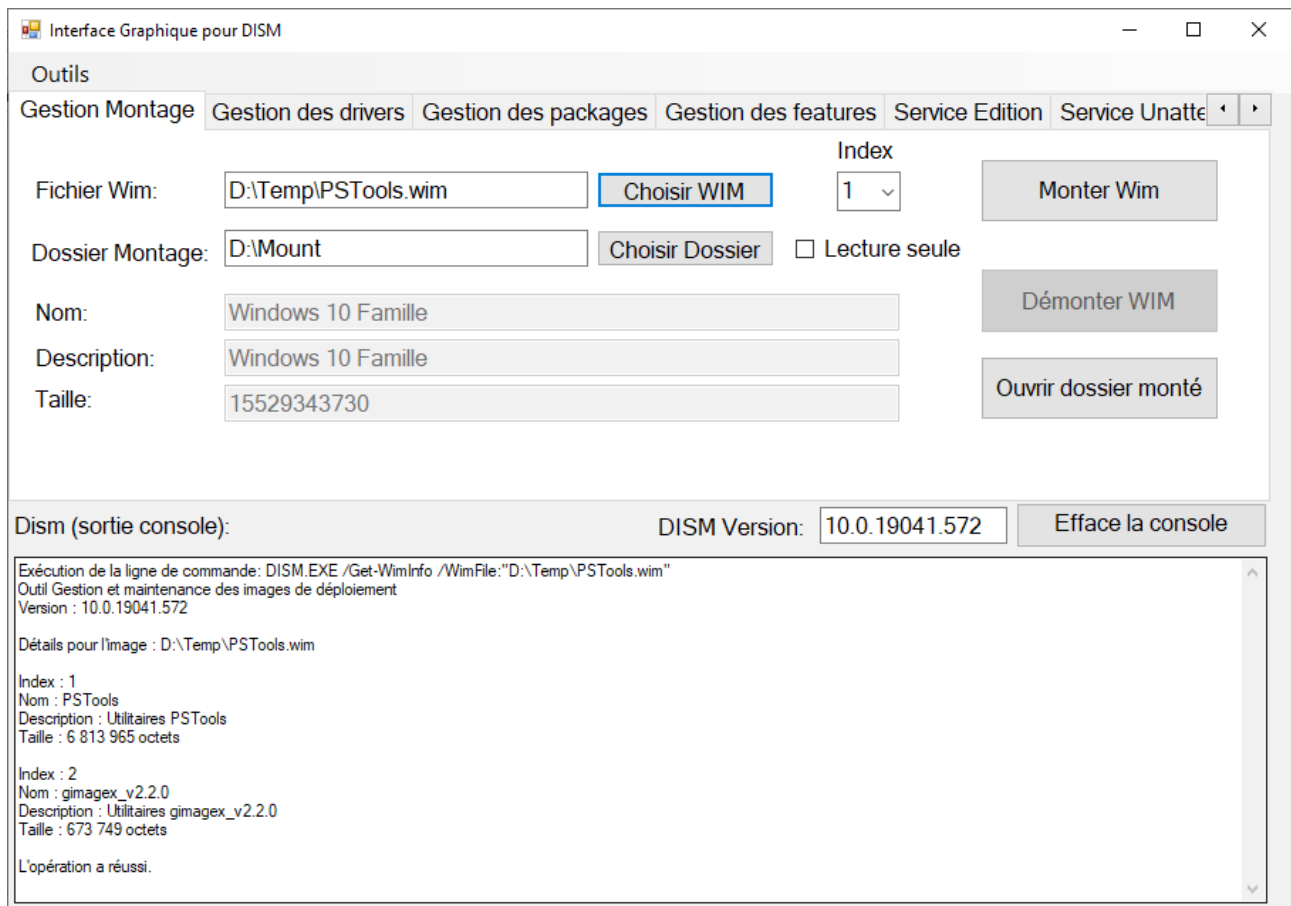 Interface Graphique pour DISM
Outils
Gestion Montage Gestion des drivers Gestion des packages Gestion des features Service Edition Service Unatte
Index
Fichier Wim: D:\Temp\PSTools.wim Choisir WIM 1 Monter Wim
Dossier Montage: D:\Mount Choisir Dossier Lecture seule
Démonter WIM
Nom: Windows 10 Famille
Description: Windows 10 Famille
Ouvrir dossier monté
Taille: 15529343730
Dism (sortie console): DISM Version: 10.0.19041.572 Efface la console
Exécution de la ligne de commande: DISM.EXE /Get-WimInfo /WimFile:"D:\Temp\PSTools.wim"
Outil Gestion et maintenance des images de déploiement
Version : 10.0.19041.572
Détails pour l'image : D:\Temp\PSTools.wim
Index : 1
Nom : PSTools
Description : Utilitaires PSTools
Taille : 6 813 965 octets
Index : 2
Nom : gimagex_v2.2.0
Description : Utilitaires gimagex_v2.2.0
Taille : 673 749 octets
L'opération a réussi.